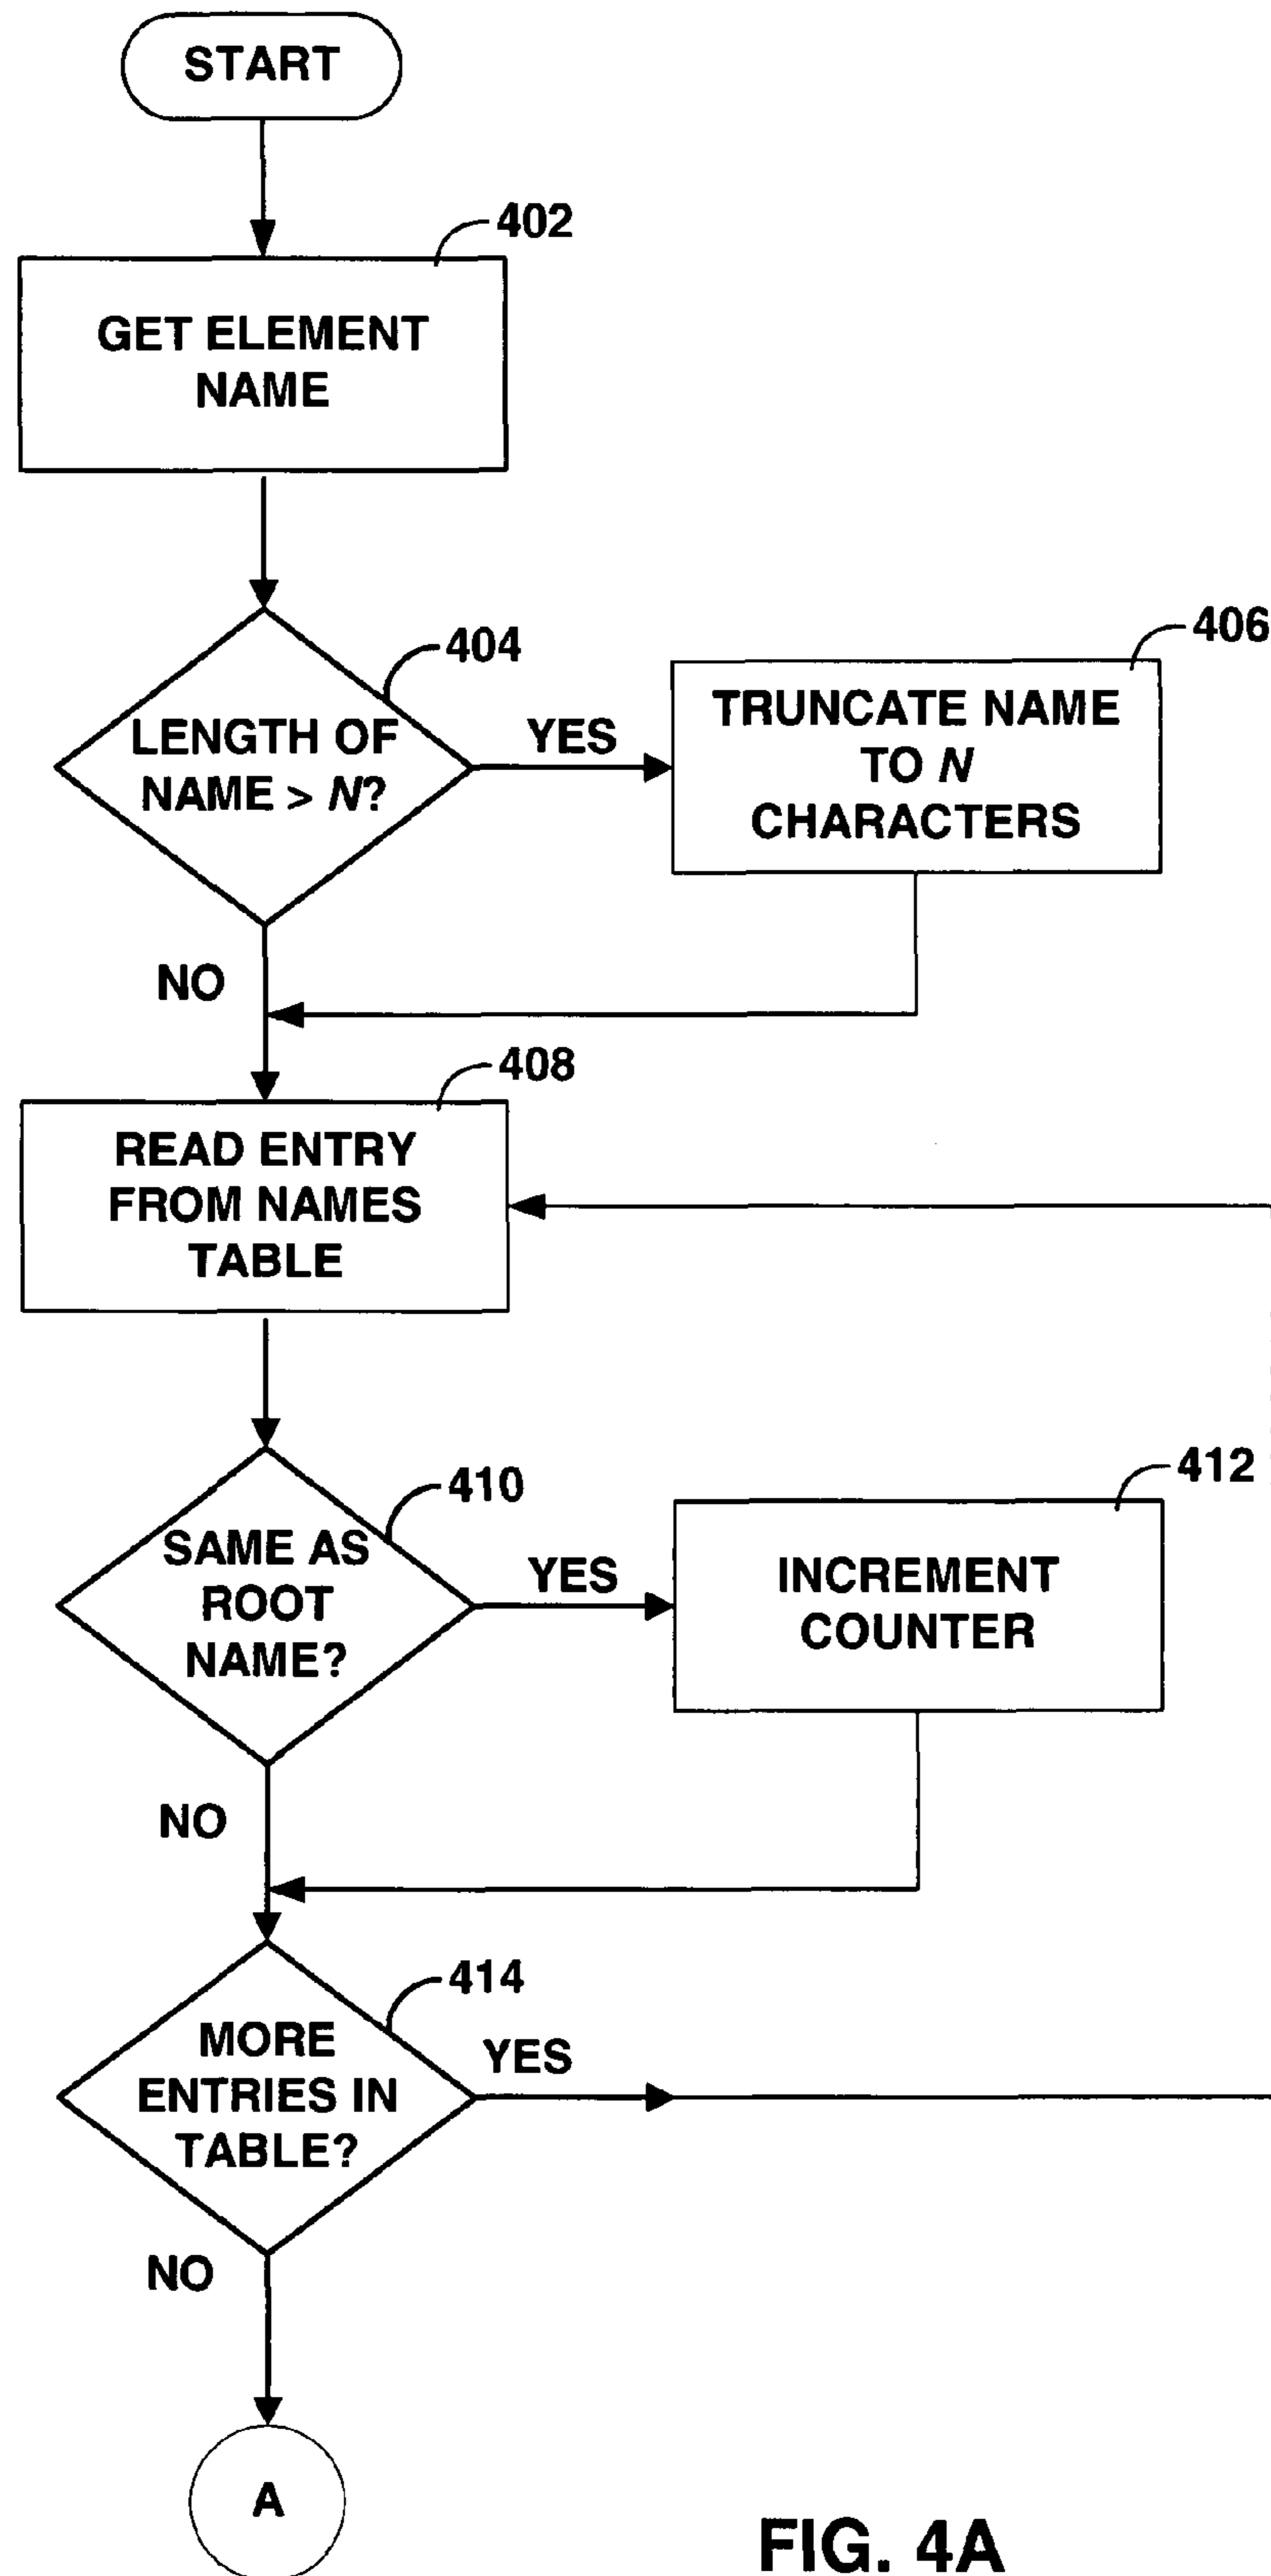 START
402
GET ELEMENT
NAME
404
LENGTH OF
NAME > N?
YES
406
TRUNCATE NAME
TO N
CHARACTERS
NO
408
READ ENTRY
FROM NAMES
TABLE
410
SAME AS
ROOT
NAME?
YES
412
INCREMENT
COUNTER
NO
414
MORE
ENTRIES IN
TABLE?
YES
NO
A
FIG. 4A